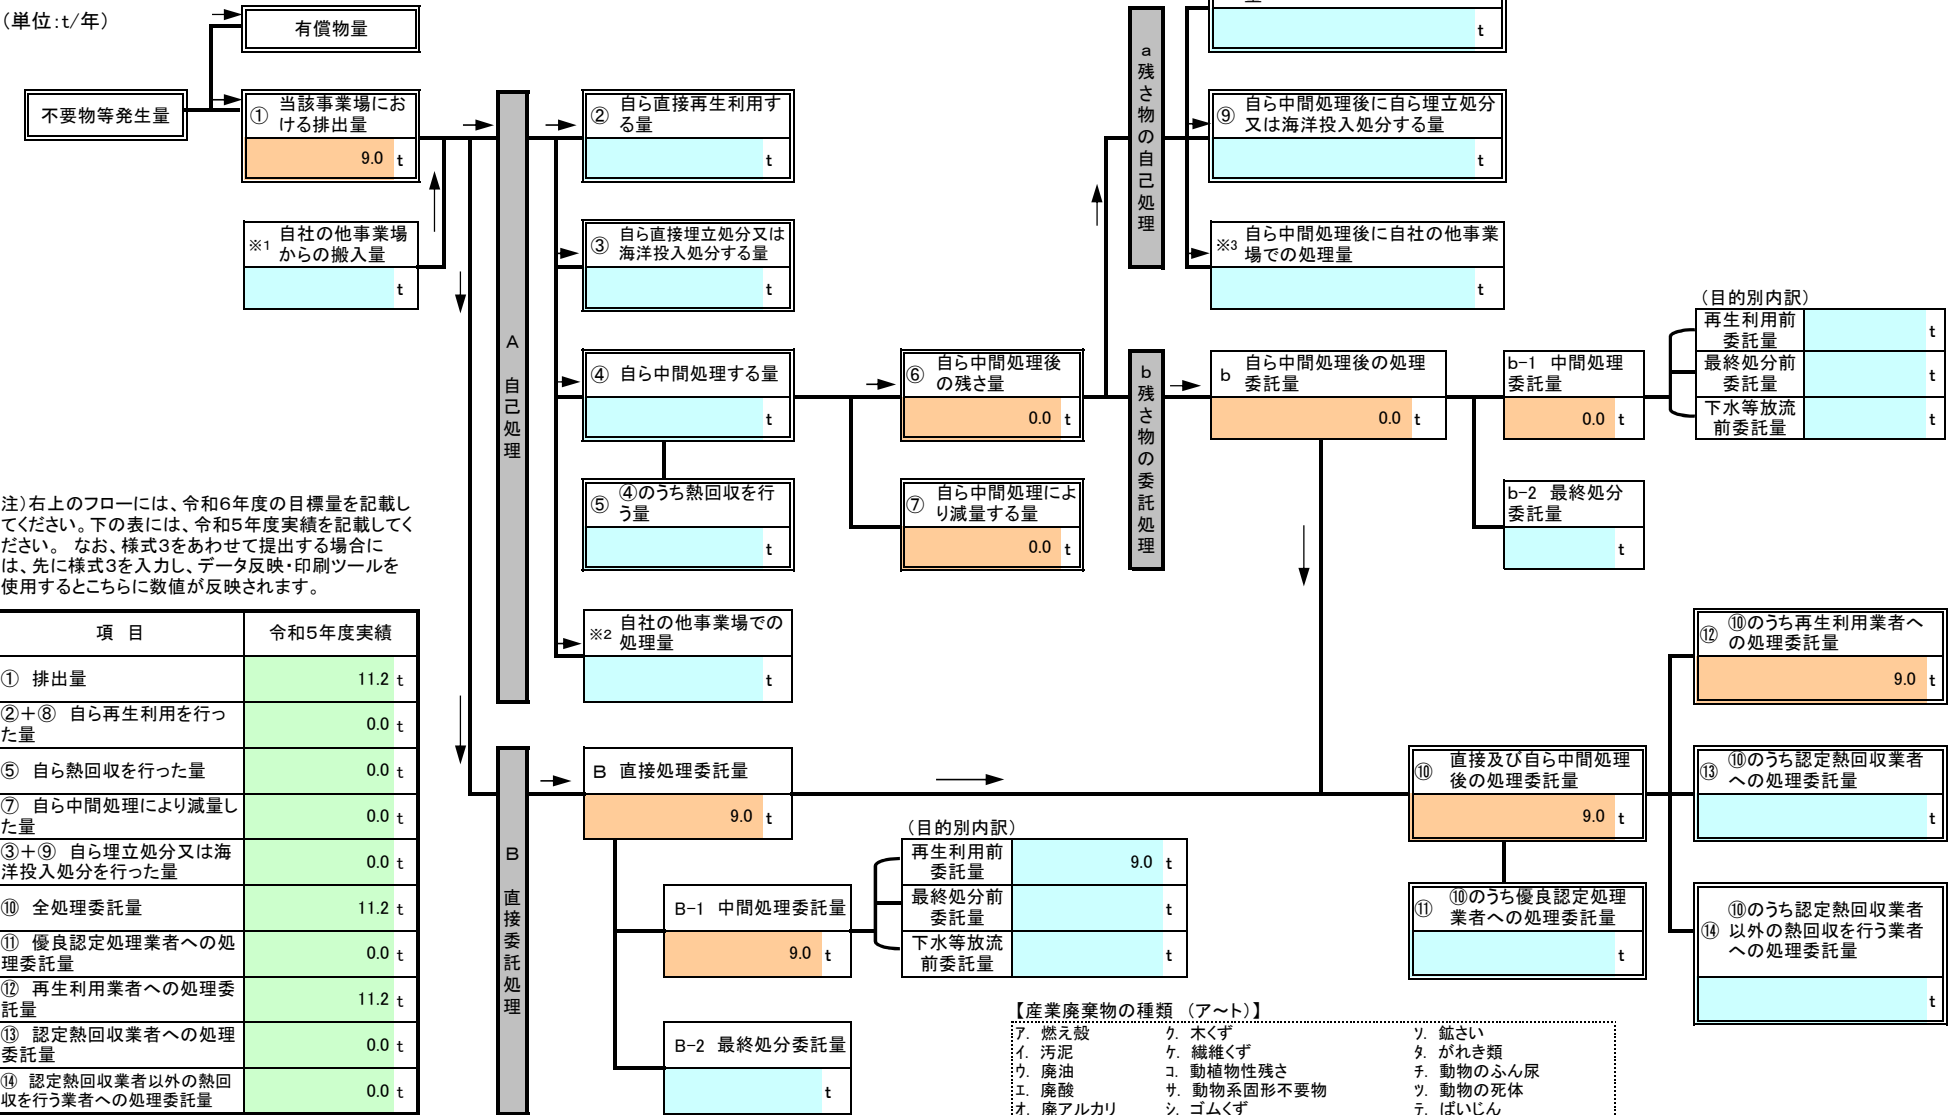 (単位:t/年)
有償物量
不要物等発生量
① 当該事業場にお
ける排出量
9.0 t
※1 自社の他事業場
からの搬入量
t
A 自己処理
② 自ら直接再生利用す
る量
t
③ 自ら直接埋立処分又は
海洋投入処分する量
t
④ 自ら中間処理する量
t
⑤ ④のうち熱回収を行
う量
t
※2 自社の他事業場での
処理量
t
⑥ 自ら中間処理後
の残さ量
0.0 t
⑦ 自ら中間処理によ
り減量する量
0.0 t
a 残さ物の自己処理
t
⑨ 自ら中間処理後に自ら埋立処分
又は海洋投入処分する量
t
※3 自ら中間処理後に自社の他事業
場での処理量
t
b 残さ物の委託処理
b 自ら中間処理後の処理
委託量
0.0 t
b-1 中間処理
委託量
0.0 t
b-2 最終処分
委託量
t
(目的別内訳)
再生利用前
委託量
t
最終処分前
委託量
t
下水等放流
前委託量
t
注)右上のフローには、令和6年度の目標量を記載し
てください。下の表には、令和5年度実績を記載してく
ださい。 なお、様式3をあわせて提出する場合に
は、先に様式3を入力し、データ反映・印刷ツールを
使用するとこちらに数値が反映されます。
項 目 令和5年度実績
① 排出量 11.2 t
②+⑧ 自ら再生利用を行っ
た量 0.0 t
⑤ 自ら熱回収を行った量 0.0 t
⑦ 自ら中間処理により減量し
た量 0.0 t
③+⑨ 自ら埋立処分又は海
洋投入処分を行った量 0.0 t
⑩ 全処理委託量 11.2 t
⑪ 優良認定処理業者への処
理委託量 0.0 t
⑫ 再生利用業者への処理委
託量 11.2 t
⑬ 認定熱回収業者への処理
委託量 0.0 t
⑭ 認定熱回収業者以外の熱回
収を行う業者への処理委託量 0.0 t
B 直接委託処理
B 直接処理委託量
9.0 t
B-1 中間処理委託量
9.0 t
B-2 最終処分委託量
t
(目的別内訳)
再生利用前
委託量
9.0 t
最終処分前
委託量
t
下水等放流
前委託量
t
⑩ 直接及び自ら中間処理
後の処理委託量
9.0 t
⑪ ⑩のうち優良認定処理
業者への処理委託量
t
⑫ ⑩のうち再生利用業者へ
の処理委託量
9.0 t
⑬ ⑩のうち認定熱回収業者
への処理委託量
t
⑭ ⑩のうち認定熱回収業者
以外の熱回収を行う業者
への処理委託量
t
【産業廃棄物の種類 (ア~ト)】
ア. 燃え殻 ク. 木くず ソ. 鉱さい
イ. 汚泥 ケ. 繊維くず タ. がれき類
ウ. 廃油 コ. 動植物性残さ チ. 動物のふん尿
エ. 廃酸 サ. 動物系固形不要物 ツ. 動物の死体
オ. 廃アルカリ シ. ゴムくず テ. ばいじん